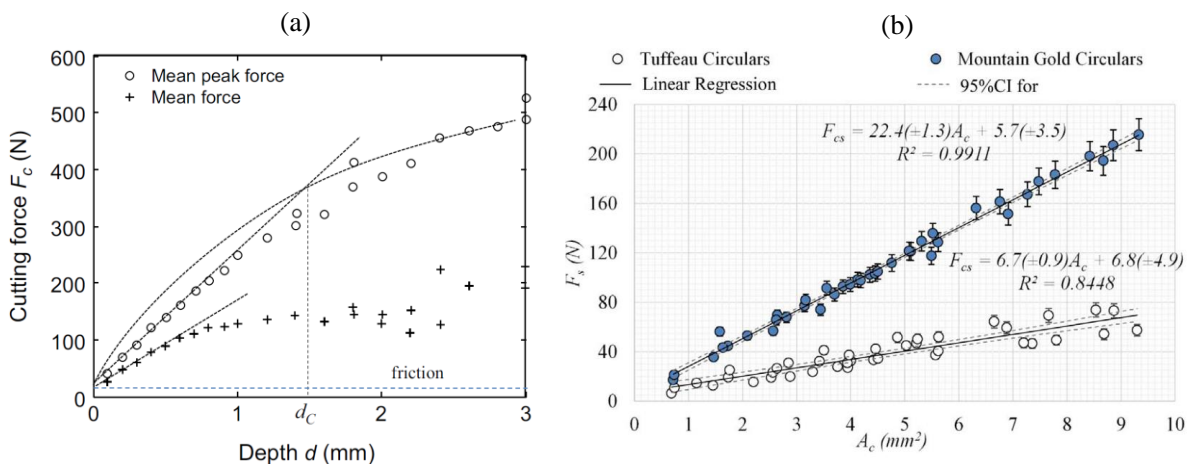 (a)
(b)
600
500
400
300
200
100
0
Mean peak force
Mean force
friction
d_C
0
1
2
3
Cutting force F_c (N)
Depth d (mm)
Tuffeau Circulars
Mountain Gold Circulars
Linear Regression
95%CI for
240
200
160
120
80
40
0
F_cs = 22.4(±1.3)A_c + 5.7(±3.5)
R² = 0.9911
F_cs = 6.7(±0.9)A_c + 6.8(±4.9)
R² = 0.8448
F_s (N)
0
1
2
3
4
5
6
7
8
9
10
A_c (mm²)